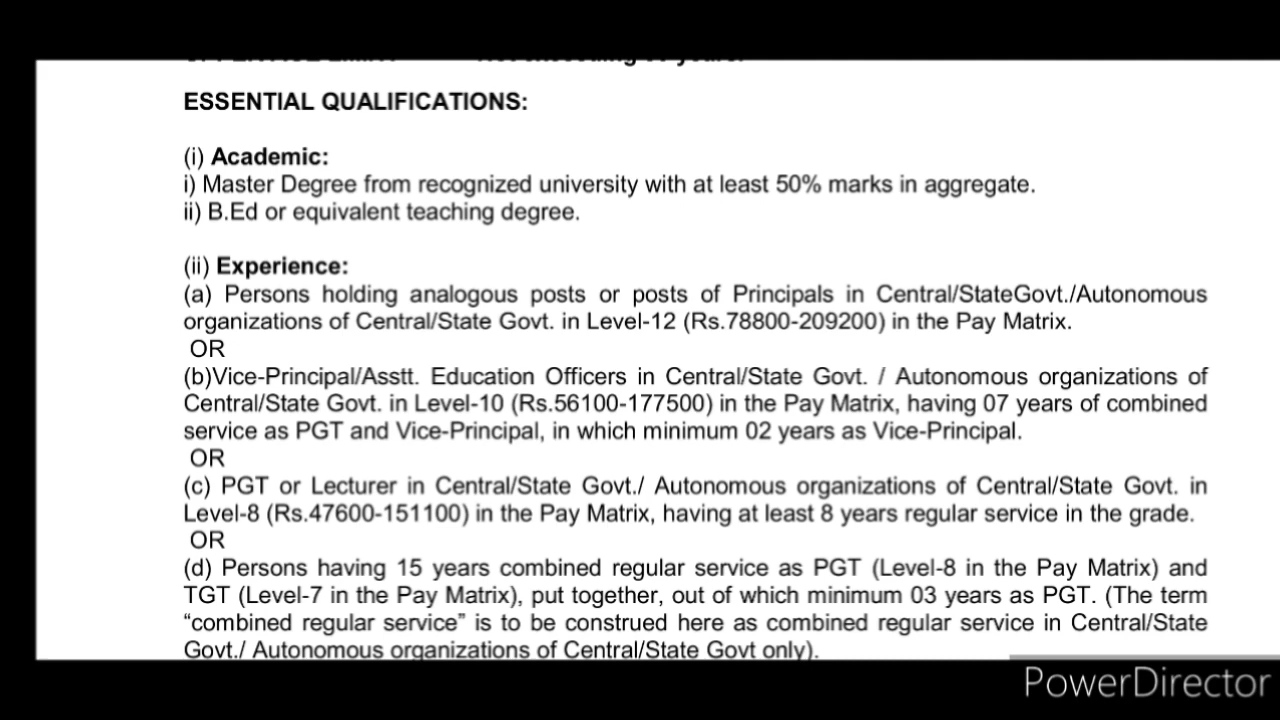 ESSENTIAL QUALIFICATIONS:
(i) Academic:
i) Master Degree from recognized university with at least 50% marks in aggregate.
ii) B.Ed or equivalent teaching degree.
(ii) Experience:
(a) Persons holding analogous posts or posts of Principals in Central/StateGovt./Autonomous
organizations of Central/State Govt. in Level-12 (Rs.78800-209200) in the Pay Matrix.
OR
(b)Vice-Principal/Asstt. Education Officers in Central/State Govt. / Autonomous organizations of
Central/State Govt. in Level-10 (Rs.56100-177500) in the Pay Matrix, having 07 years of combined
service as PGT and Vice-Principal, in which minimum 02 years as Vice-Principal.
OR
(c) PGT or Lecturer in Central/State Govt./ Autonomous organizations of Central/State Govt. in
Level-8 (Rs.47600-151100) in the Pay Matrix, having at least 8 years regular service in the grade.
OR
(d) Persons having 15 years combined regular service as PGT (Level-8 in the Pay Matrix) and
TGT (Level-7 in the Pay Matrix), put together, out of which minimum 03 years as PGT. (The term
“combined regular service” is to be construed here as combined regular service in Central/State
Govt./ Autonomous organizations of Central/State Govt only).
PowerDirector